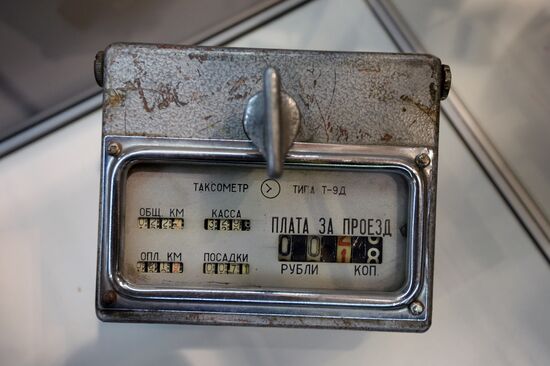 ТАКСОМЕТР ТИПА Т-9Д
ОБЩ. КМ КАССА
ПЛАТА ЗА ПРОЕЗД
ОПЛ. КМ ПОСАДКИ
РУБЛИ КОП.